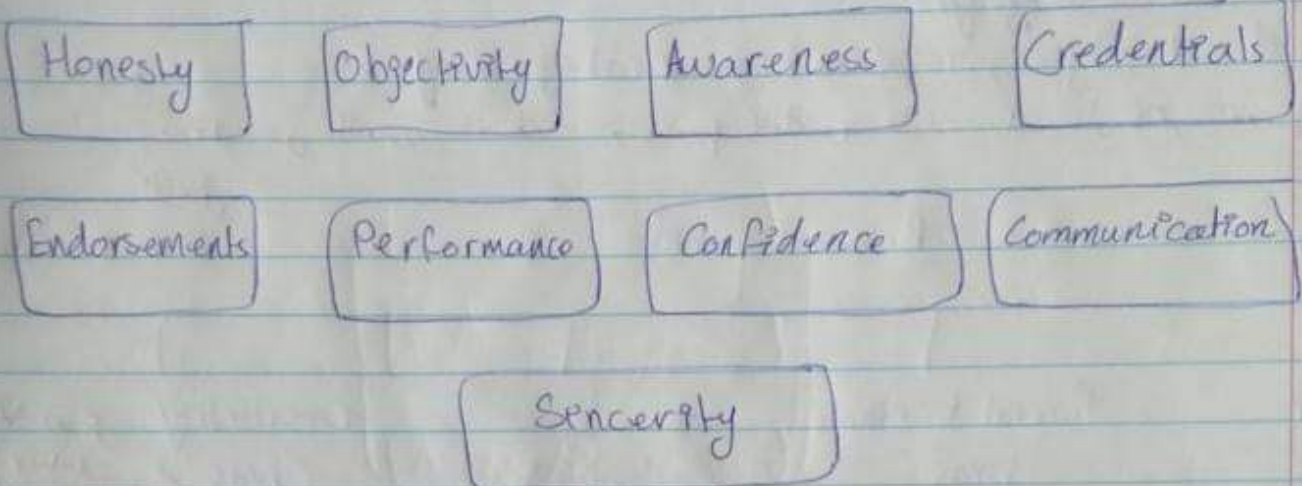 Honesty Objectivity Awareness Credentials
Endorsements Performance Confidence Communication
Sencerity